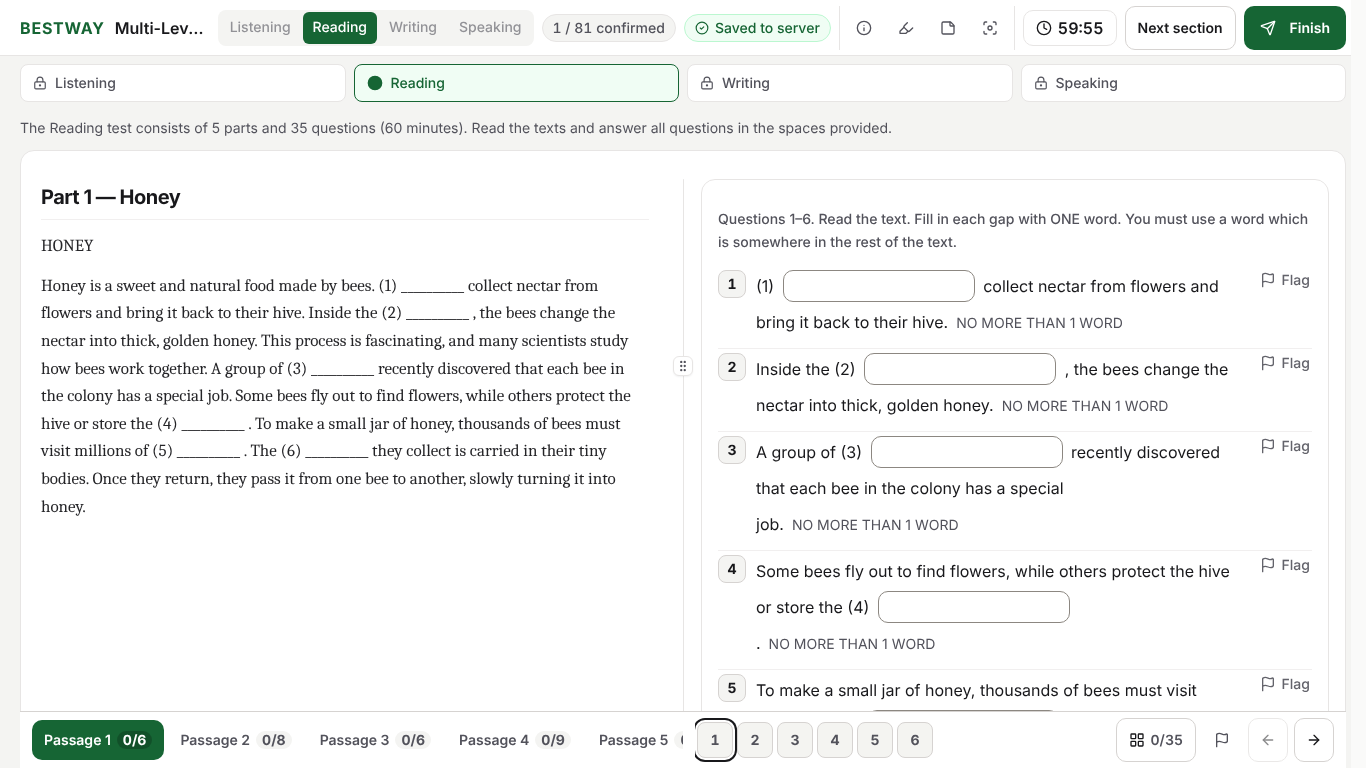 BESTWAY Multi-Lev... Listening Reading Writing Speaking 1 / 81 confirmed Saved to server 59:55 Next section Finish
Listening Reading Writing Speaking
The Reading test consists of 5 parts and 35 questions (60 minutes). Read the texts and answer all questions in the spaces provided.
Part 1 — Honey
HONEY
Honey is a sweet and natural food made by bees. (1) _________ collect nectar from
flowers and bring it back to their hive. Inside the (2) _________ , the bees change the
nectar into thick, golden honey. This process is fascinating, and many scientists study
how bees work together. A group of (3) _________ recently discovered that each bee in
the colony has a special job. Some bees fly out to find flowers, while others protect the
hive or store the (4) _________ . To make a small jar of honey, thousands of bees must
visit millions of (5) _________ . The (6) _________ they collect is carried in their tiny
bodies. Once they return, they pass it from one bee to another, slowly turning it into
honey.
Questions 1–6. Read the text. Fill in each gap with ONE word. You must use a word which
is somewhere in the rest of the text.
1 (1) collect nectar from flowers and Flag
bring it back to their hive. NO MORE THAN 1 WORD
2 Inside the (2) , the bees change the Flag
nectar into thick, golden honey. NO MORE THAN 1 WORD
3 A group of (3) recently discovered Flag
that each bee in the colony has a special
job. NO MORE THAN 1 WORD
4 Some bees fly out to find flowers, while others protect the hive Flag
or store the (4)
. NO MORE THAN 1 WORD
5 To make a small jar of honey, thousands of bees must visit Flag
Passage 1 0/6 Passage 2 0/8 Passage 3 0/6 Passage 4 0/9 Passage 5 1 2 3 4 5 6 0/35